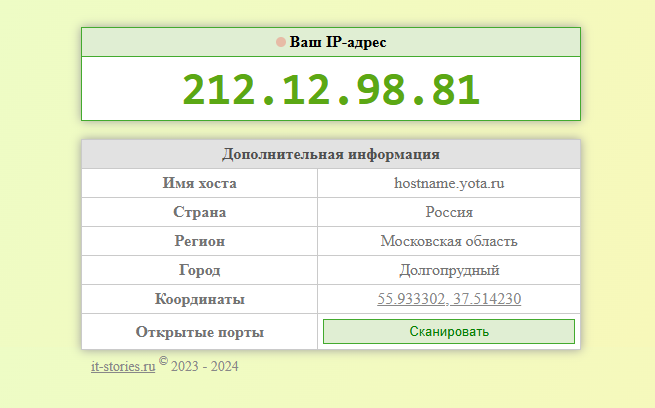 Ваш IP-адрес
212.12.98.81
Дополнительная информация
Имя хоста hostname.yota.ru
Страна Россия
Регион Московская область
Город Долгопрудный
Координаты 55.933302, 37.514230
Открытые порты Сканировать
it-stories.ru © 2023 - 2024